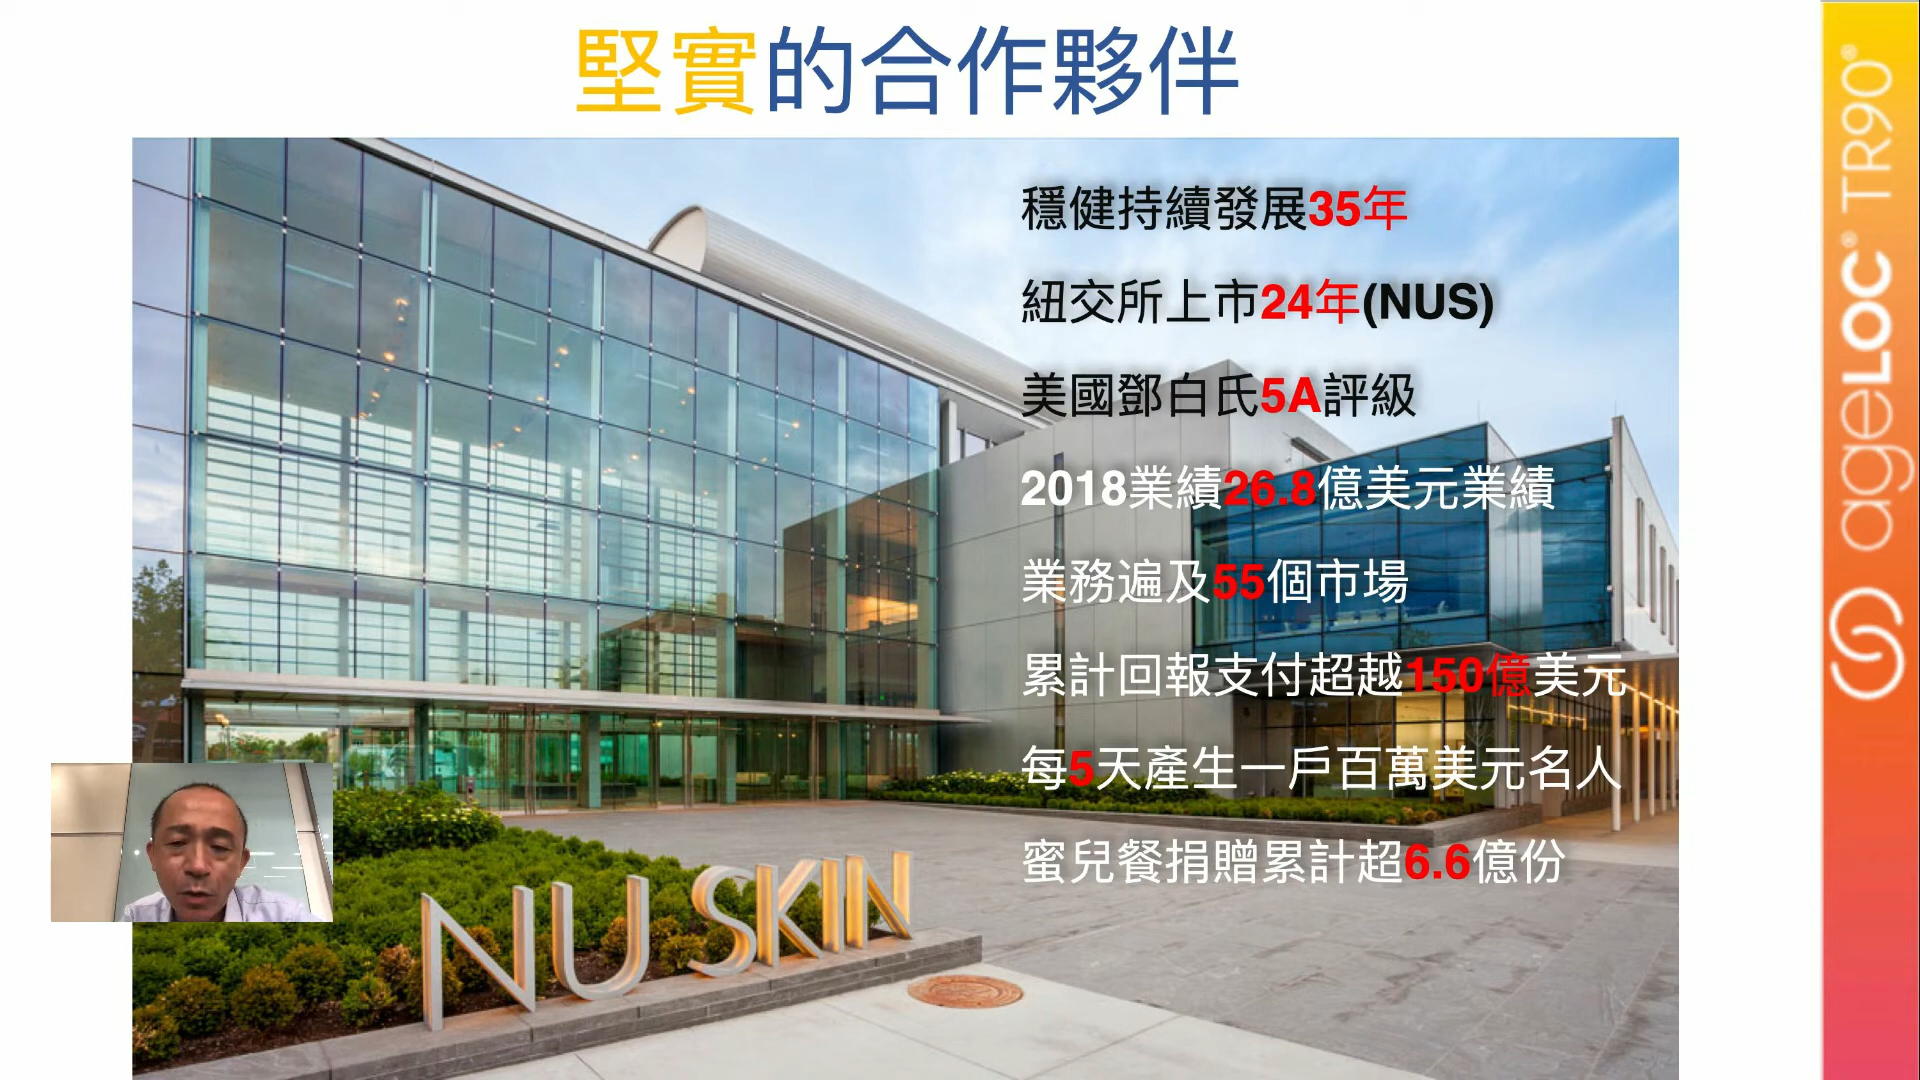 堅實的合作夥伴
穩健持續發展35年
紐交所上市24年(NUS)
美國鄧白氏5A評級
2018業績26.8億美元業績
業務遍及55個市場
累計回報支付超越150億美元
每5天產生一戶百萬美元名人
蜜兒餐捐贈累計超6.6億份
NU SKIN
ageLOC® TR90®